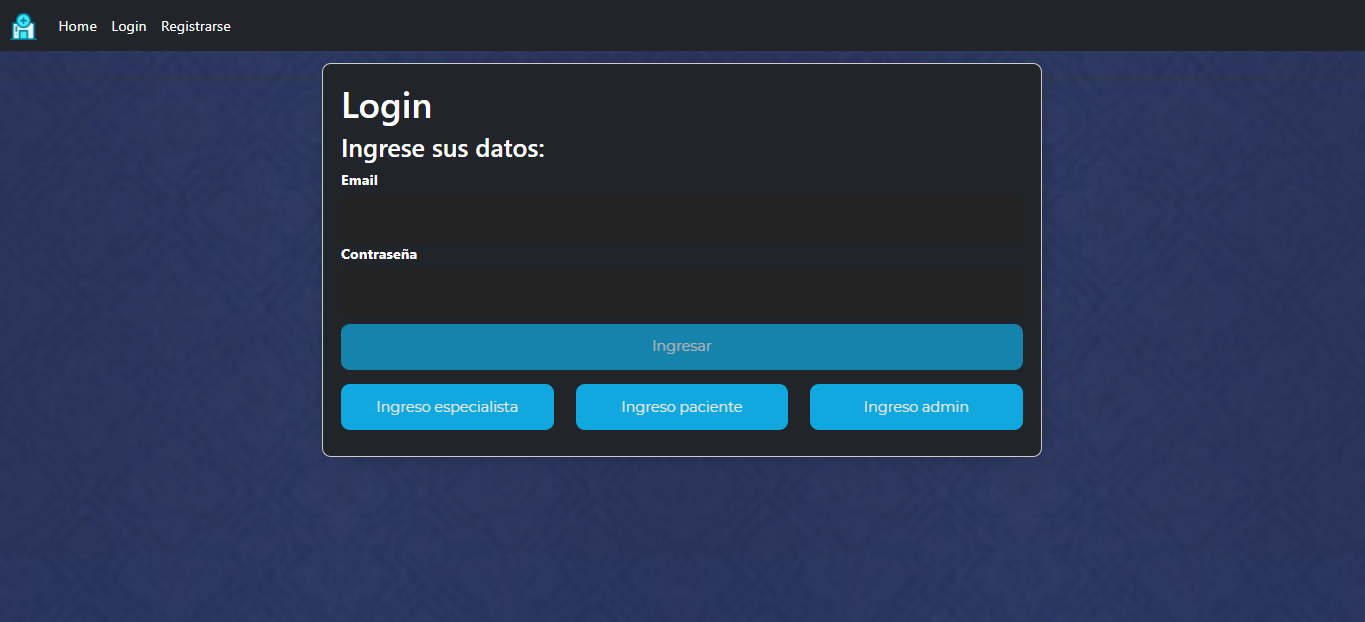 Home Login Registrarse
Login
Ingrese sus datos:
Email
Contraseña
Ingresar
Ingreso especialista Ingreso paciente Ingreso admin